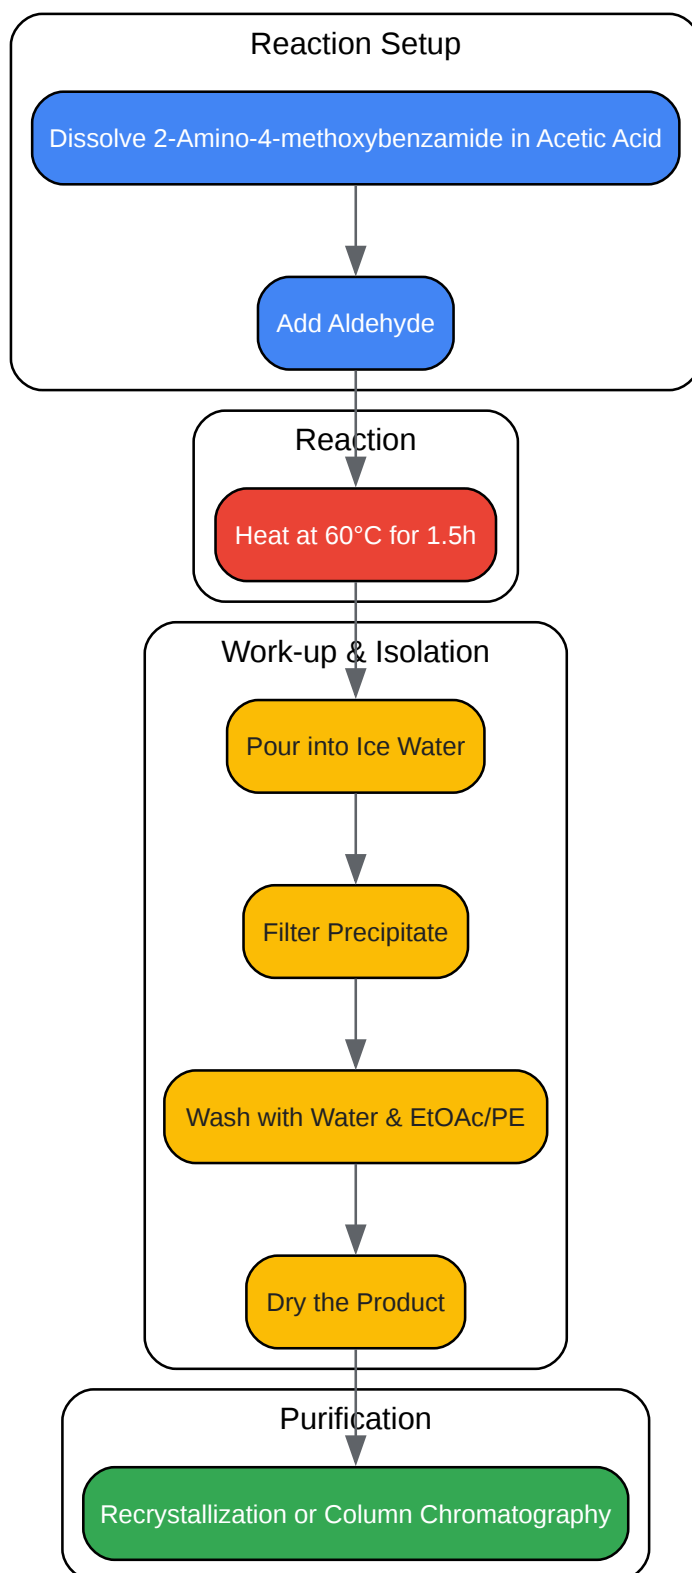 Reaction Setup
Dissolve 2-Amino-4-methoxybenzamide in Acetic Acid
Add Aldehyde
Reaction
Heat at 60°C for 1.5h
Work-up & Isolation
Pour into Ice Water
Filter Precipitate
Wash with Water & EtOAc/PE
Dry the Product
Purification
Recrystallization or Column Chromatography